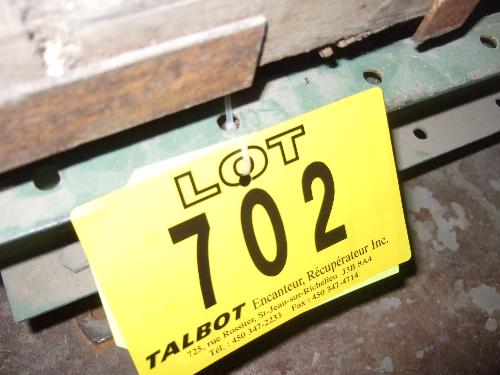 LOT
702
TALBOT Encanteur, Récupérateur Inc.
725, rue Rossiter, St-Jean-sur-Richelieu J3B 8A4
Tél. : 450 347-2233 Fax : 450 347-4714